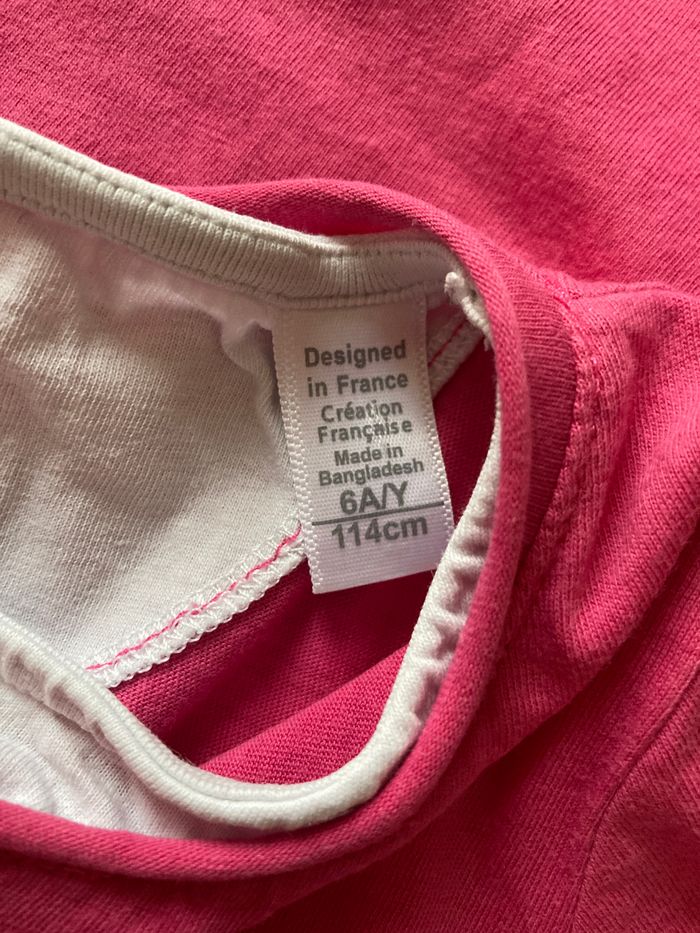 Designed
in France
Création
Française
Made in
Bangladesh
6A/Y
114cm